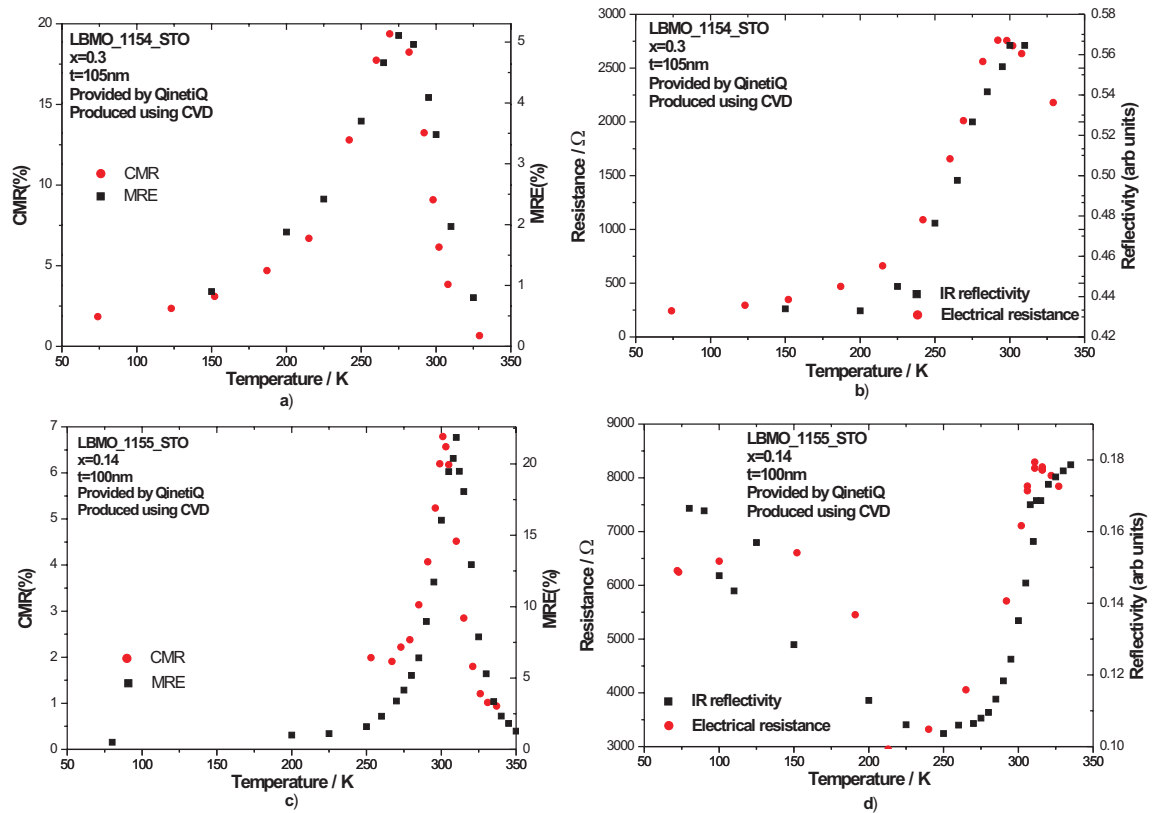 LBMO_1154_STO
x=0.3
t=105nm
Provided by QinetiQ
Produced using CVD
CMR
MRE
CMR(%)
0
5
10
15
20
MRE(%)
0
1
2
3
4
5
50 100 150 200 250 300 350
Temperature / K
a)
LBMO_1154_STO
x=0.3
t=105nm
Provided by QinetiQ
Produced using CVD
IR reflectivity
Electrical resistance
Resistance / Ω
0
250
500
750
1000
1250
1500
1750
2000
2250
2500
2750
3000
Reflectivity (arb units)
0.42
0.44
0.46
0.48
0.50
0.52
0.54
0.56
0.58
50 100 150 200 250 300 350
Temperature / K
b)
LBMO_1155_STO
x=0.14
t=100nm
Provided by QinetiQ
Produced using CVD
CMR
MRE
CMR(%)
0
1
2
3
4
5
6
7
MRE(%)
0
5
10
15
20
50 100 150 200 250 300 350
Temperature / K
c)
LBMO_1155_STO
x=0.14
t=100nm
Provided by QinetiQ
Produced using CVD
IR reflectivity
Electrical resistance
Resistance / Ω
3000
4000
5000
6000
7000
8000
9000
Reflectivity (arb units)
0.10
0.12
0.14
0.16
0.18
50 100 150 200 250 300 350
Temperature / K
d)